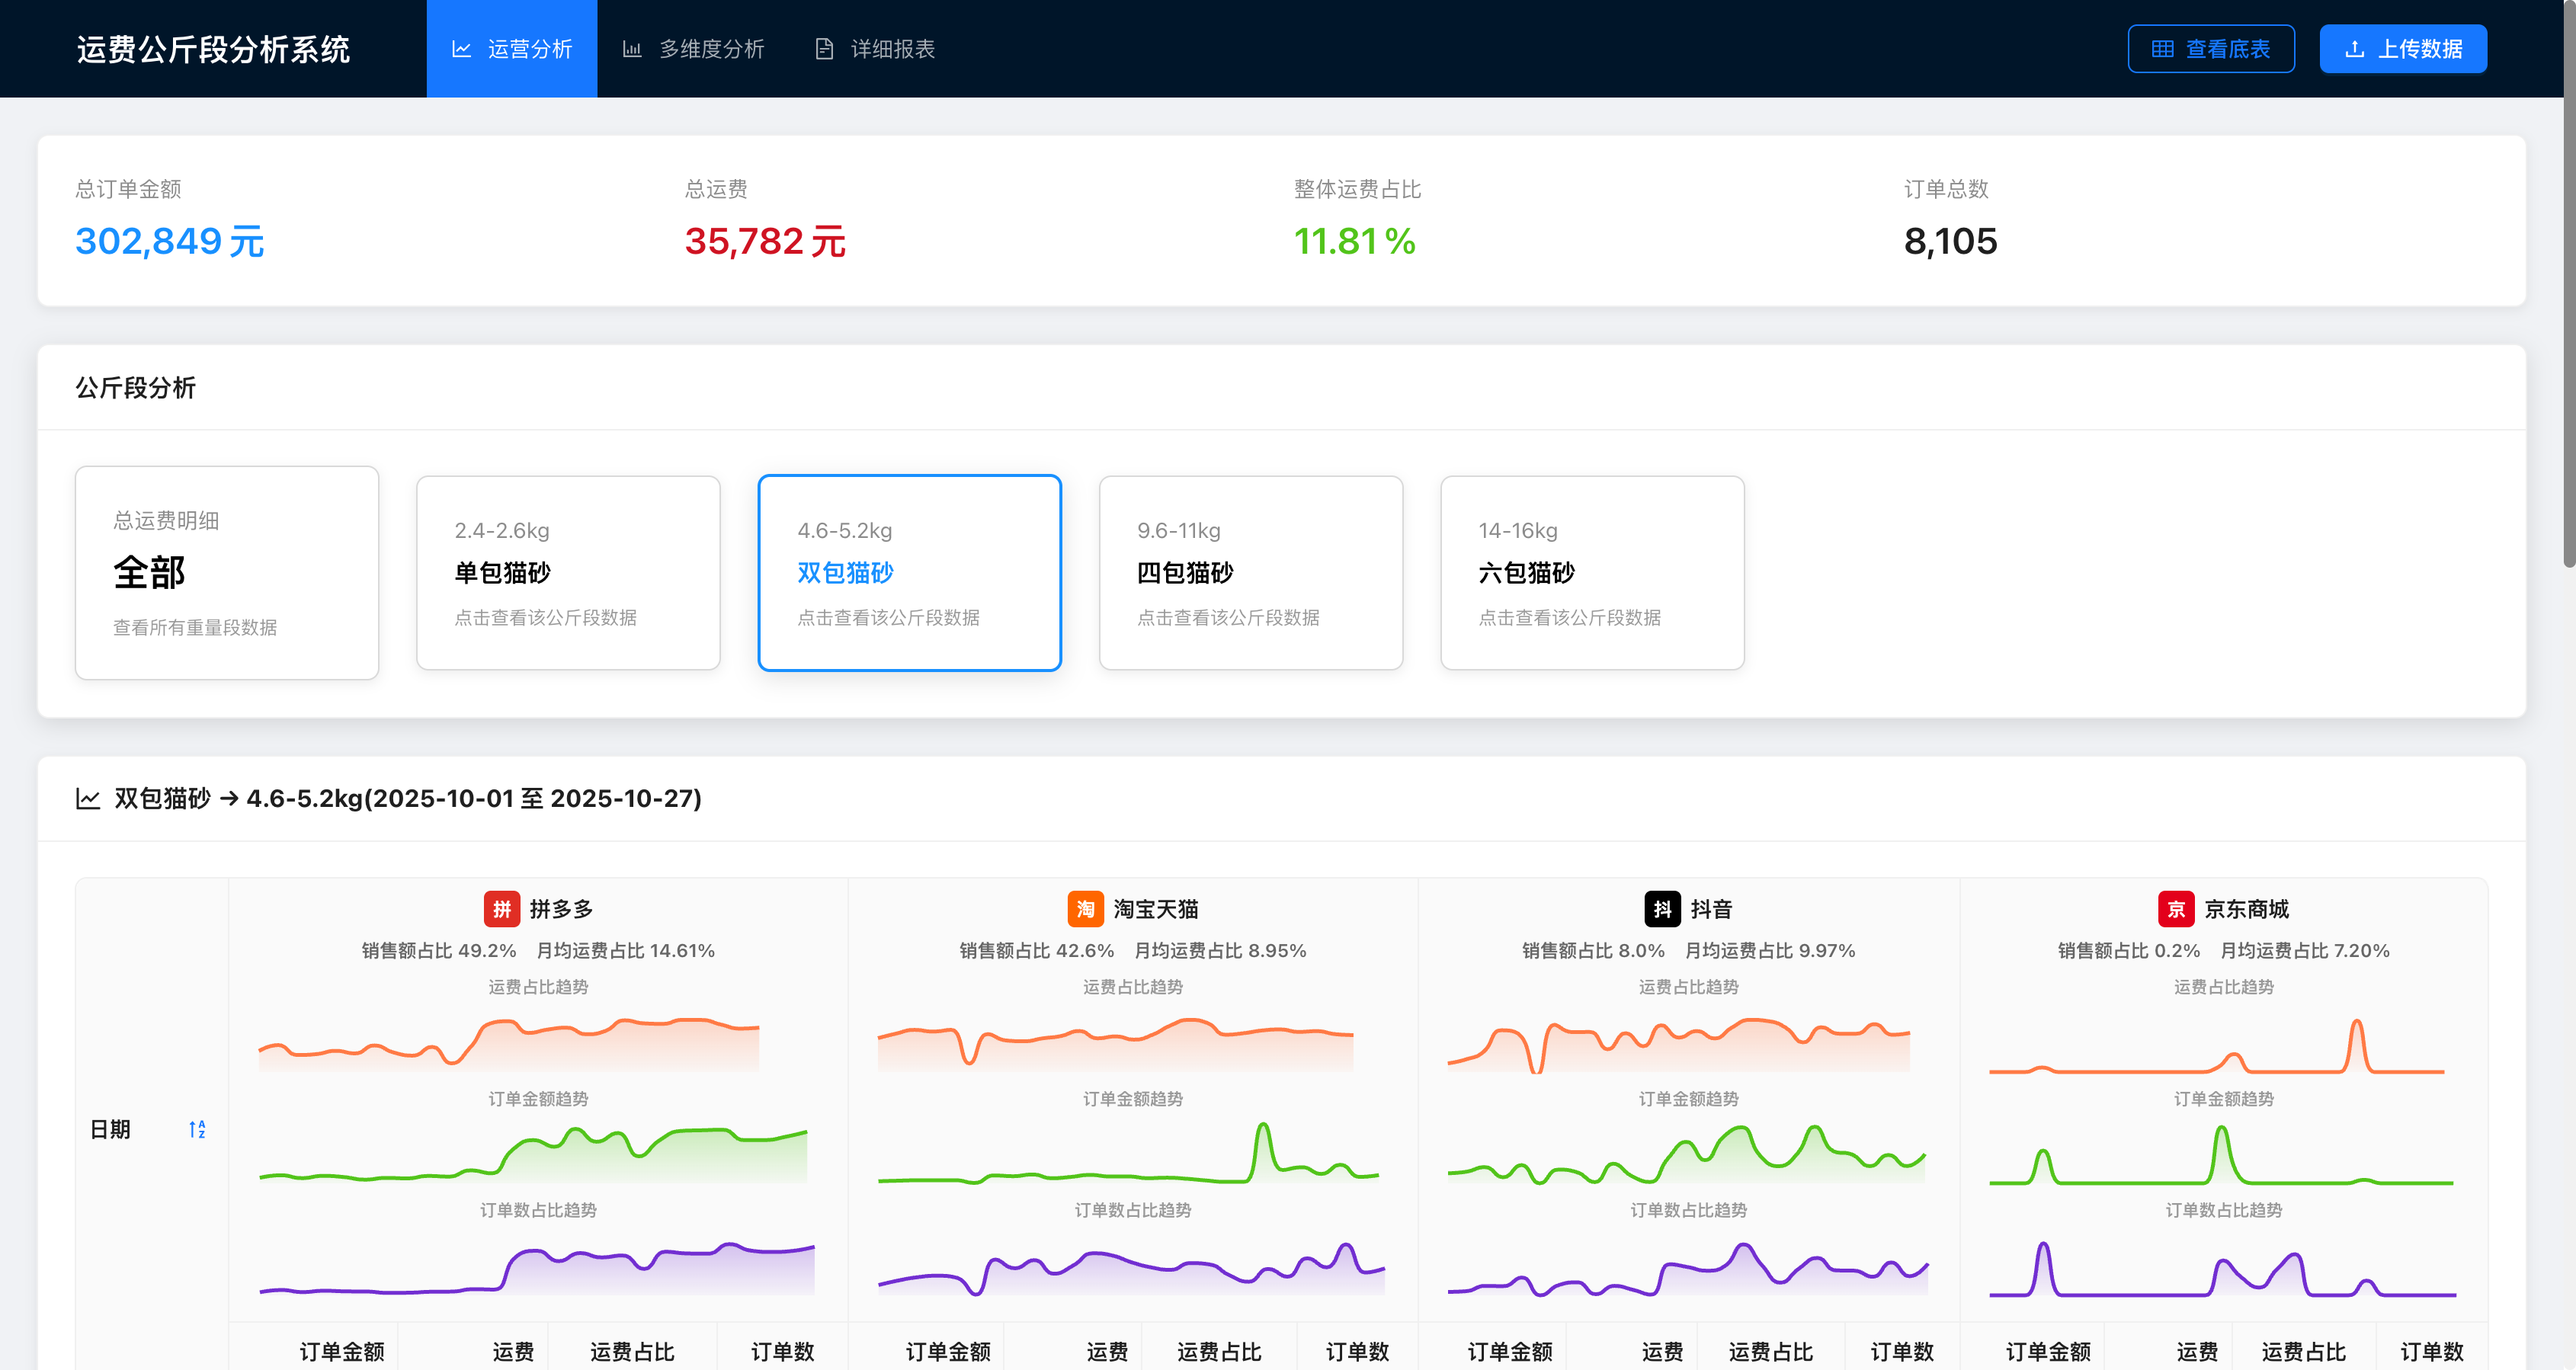 运费公斤段分析系统 运营分析 多维度分析 详细报表 查看底表 上传数据
总订单金额 总运费 整体运费占比 订单总数
302,849 元 35,782 元 11.81 % 8,105
公斤段分析
总运费明细 2.4-2.6kg 4.6-5.2kg 9.6-11kg 14-16kg
全部 单包猫砂 双包猫砂 四包猫砂 六包猫砂
查看所有重量段数据 点击查看该公斤段数据 点击查看该公斤段数据 点击查看该公斤段数据 点击查看该公斤段数据
双包猫砂 → 4.6-5.2kg(2025-10-01 至 2025-10-27)
拼 拼多多 淘 淘宝天猫 抖 抖音 京 京东商城
销售额占比 49.2% 月均运费占比 14.61% 销售额占比 42.6% 月均运费占比 8.95% 销售额占比 8.0% 月均运费占比 9.97% 销售额占比 0.2% 月均运费占比 7.20%
运费占比趋势 运费占比趋势 运费占比趋势 运费占比趋势
订单金额趋势 订单金额趋势 订单金额趋势 订单金额趋势
日期 AZ
订单数占比趋势 订单数占比趋势 订单数占比趋势 订单数占比趋势
订单金额 运费 运费占比 订单数 订单金额 运费 运费占比 订单数 订单金额 运费 运费占比 订单数 订单金额 运费 运费占比 订单数